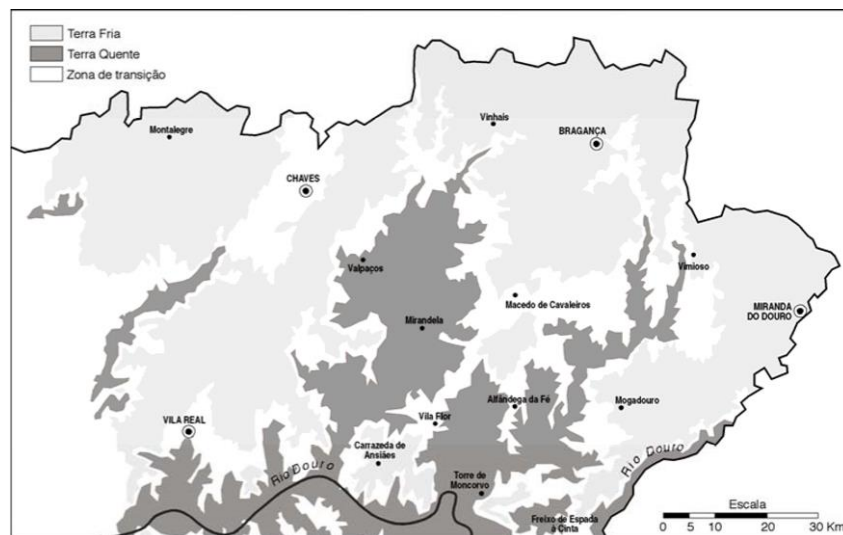 Terra Fria
Terra Quente
Zona de transição
Montalegre
Vinhais
BRAGANÇA
CHAVES
Valpaços
Vimioso
Macedo de Cavaleiros
MIRANDA
DO DOURO
Mirandela
Alfândega da Fé
Mogadouro
Vila Flor
VILA REAL
Carrazeda de
Ansiães
Rio Douro
Rio Douro
Torre de
Moncorvo
Freixo de Espada
à Cinta
Escala
0 5 10 20 30 Km